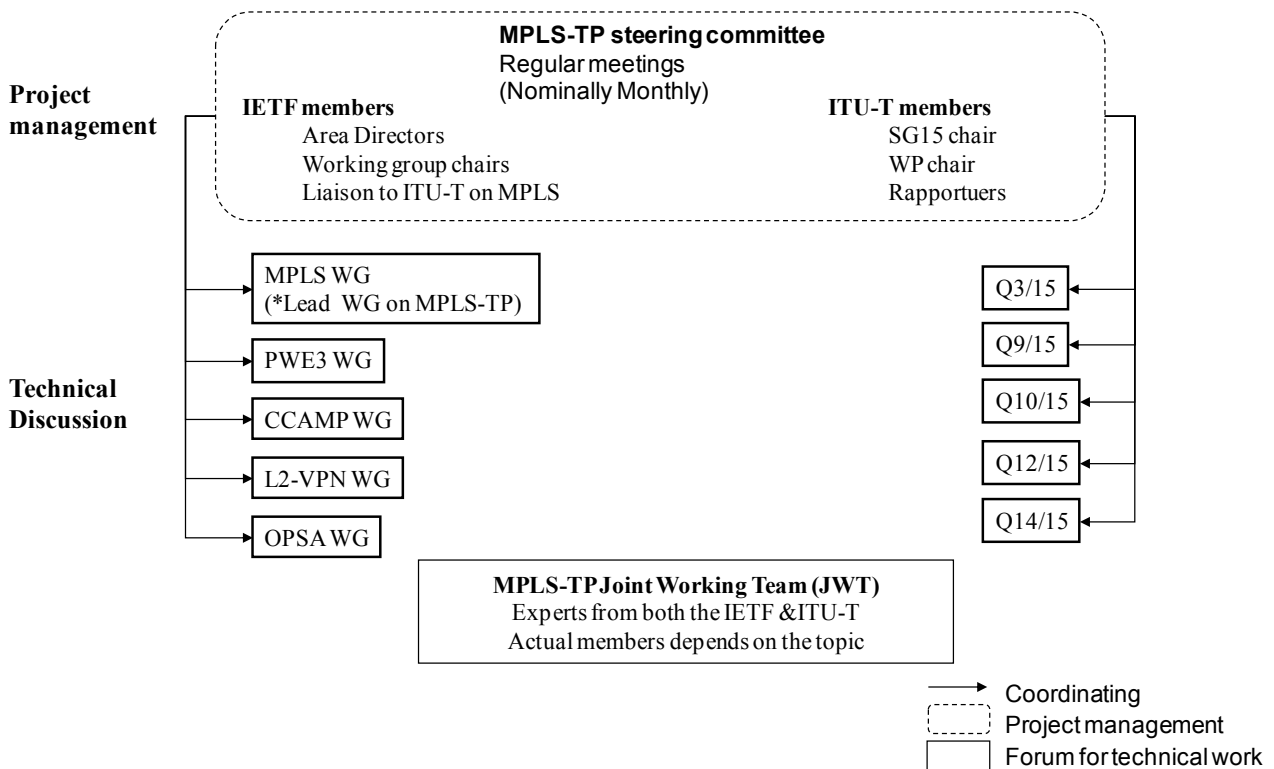 MPLS-TP steering committee
Regular meetings
(Nominally Monthly)
Project
management
IETF members
Area Directors
Working group chairs
Liaison to ITU-T on MPLS
ITU-T members
SG15 chair
WP chair
Rapportuers
MPLS WG
(*Lead WG on MPLS-TP)
PWE3 WG
CCAMP WG
L2-VPN WG
OPSA WG
Technical
Discussion
Q3/15
Q9/15
Q10/15
Q12/15
Q14/15
MPLS-TP Joint Working Team (JWT)
Experts from both the IETF &ITU-T
Actual members depends on the topic
Coordinating
Project management
Forum for technical work